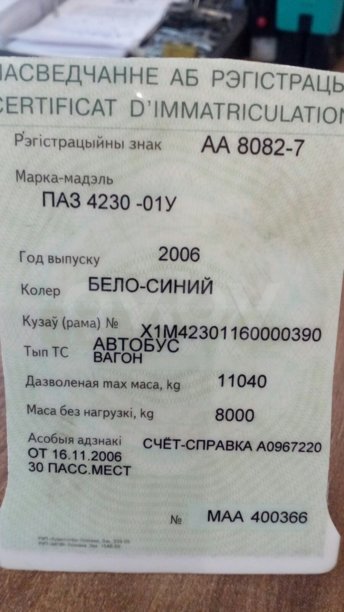 ПАСВЕДЧАННЕ АБ РЭГІСТРАЦЫ
CERTIFICAT D'IMMATRICULATION
Рэгістрацыйны знак АА 8082-7
Марка-мадэль
ПАЗ 4230 -01У
Год выпуску 2006
Колер БЕЛО-СИНИЙ
Кузаў (рама) № X1M42301160000390
Тып ТС АВТОБУС
ВАГОН
Дазволеная max маса, kg 11040
Маса без нагрузкі, kg 8000
Асобыя адзнакі СЧЁТ-СПРАВКА А0967220
ОТ 16.11.2006
30 ПАСС.МЕСТ
№ МАА 400366